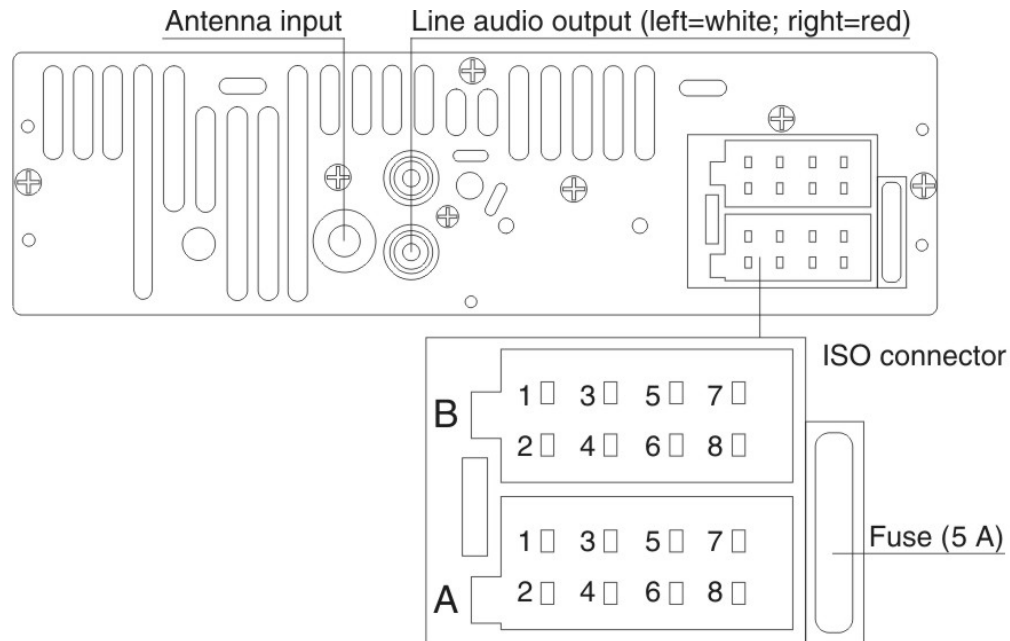 Antenna input
Line audio output (left=white; right=red)
ISO connector
B
1 3 5 7
2 4 6 8
A
1 3 5 7
2 4 6 8
Fuse (5 A)